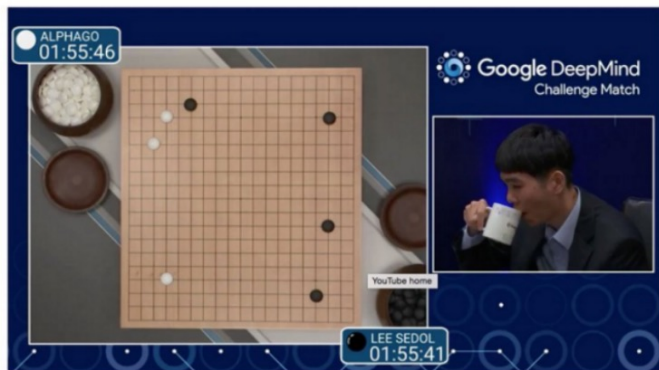 ALPHAGO
01:55:46
Google DeepMind
Challenge Match
YouTube home
LEE SEDOL
01:55:41